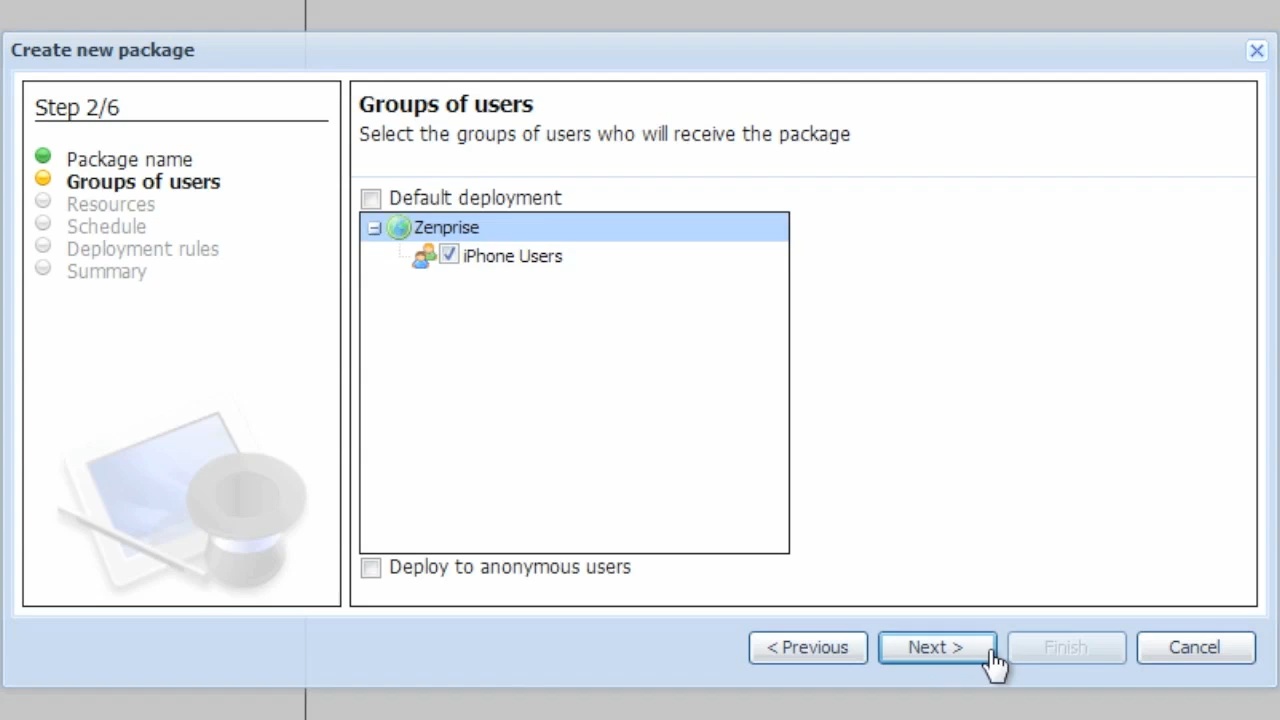 Create new package
Step 2/6
Package name
Groups of users
Resources
Schedule
Deployment rules
Summary
Groups of users
Select the groups of users who will receive the package
Default deployment
Zenprise
iPhone Users
Deploy to anonymous users
< Previous
Next >
Finish
Cancel